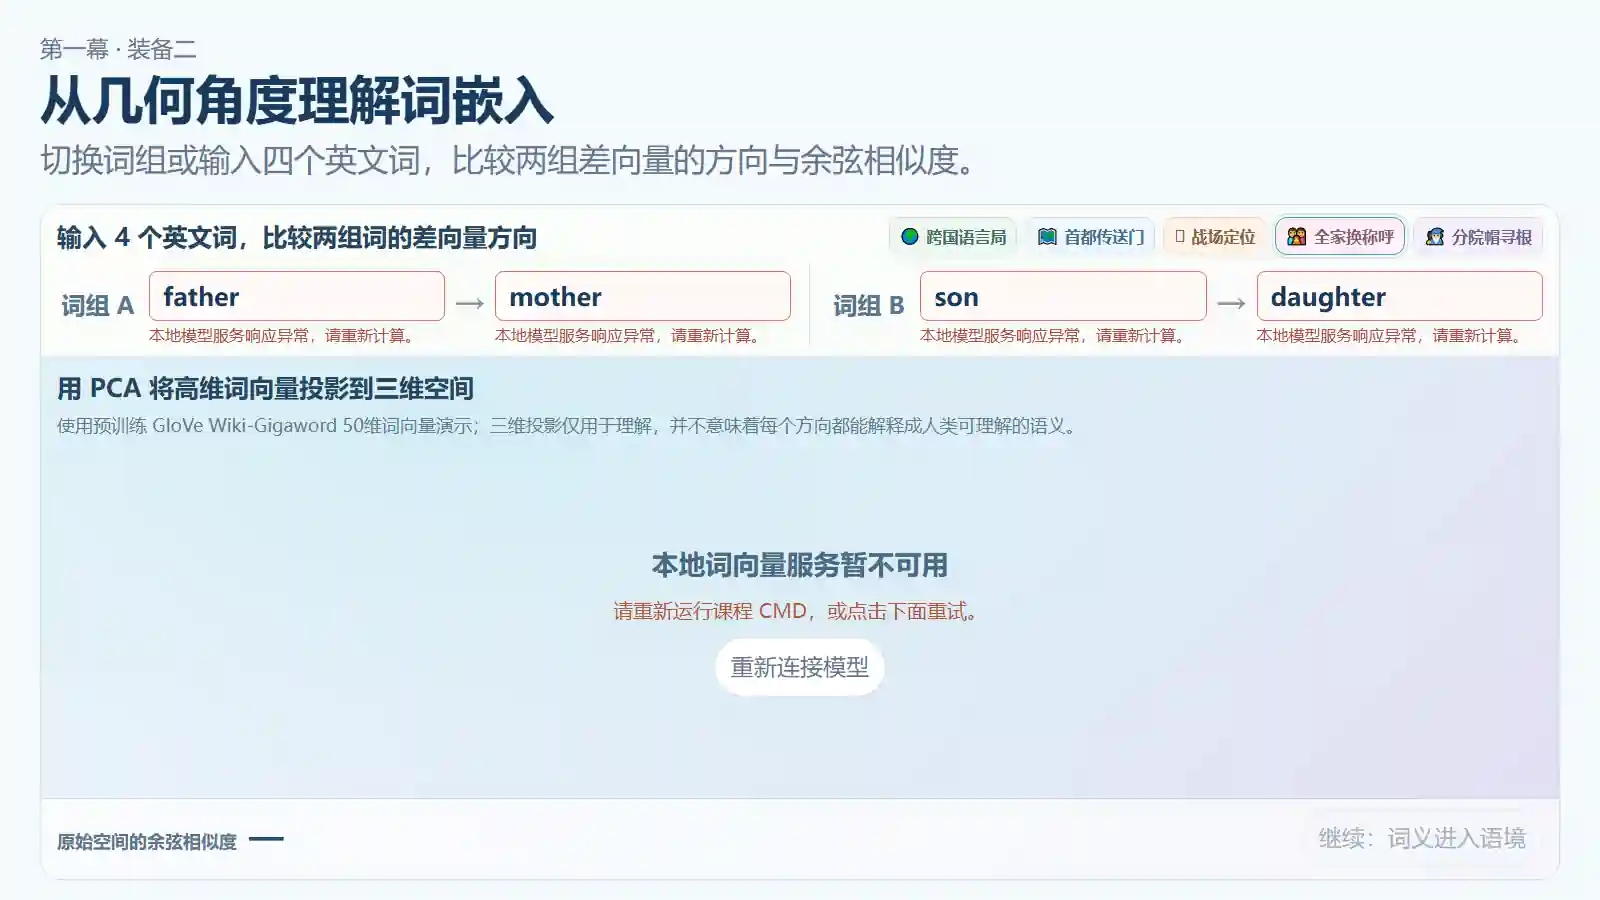 第一幕 · 装备二
从几何角度理解词嵌入
切换词组或输入四个英文词，比较两组差向量的方向与余弦相似度。
输入 4 个英文词，比较两组词的差向量方向
跨国语言局
首都传送门
战场定位
全家换称呼
分院帽寻根
词组 A father → mother
词组 B son → daughter
本地模型服务响应异常，请重新计算。
本地模型服务响应异常，请重新计算。
本地模型服务响应异常，请重新计算。
本地模型服务响应异常，请重新计算。
用 PCA 将高维词向量投影到三维空间
使用预训练 GloVe Wiki-Gigaword 50维词向量演示；三维投影仅用于理解，并不意味着每个方向都能解释成人类可理解的语义。
本地词向量服务暂不可用
请重新运行课程 CMD，或点击下面重试。
重新连接模型
原始空间的余弦相似度 —
继续：词义进入语境